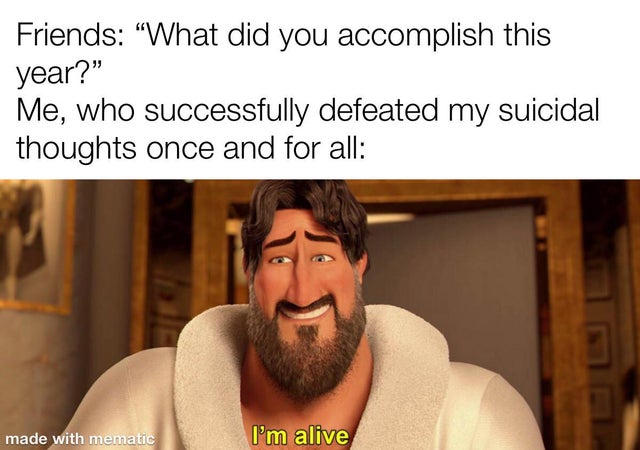 Friends: “What did you accomplish this
year?”
Me, who successfully defeated my suicidal
thoughts once and for all:
I'm alive
made with mematic